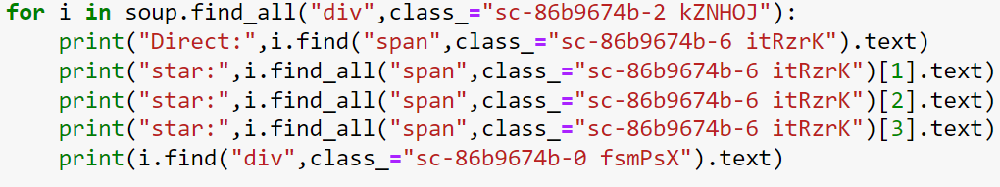 for i in soup.find_all("div",class_="sc-86b9674b-2 kZNHOJ"):
    print("Direct:",i.find("span",class_="sc-86b9674b-6 itRzrK").text)
    print("star:",i.find_all("span",class_="sc-86b9674b-6 itRzrK")[1].text)
    print("star:",i.find_all("span",class_="sc-86b9674b-6 itRzrK")[2].text)
    print("star:",i.find_all("span",class_="sc-86b9674b-6 itRzrK")[3].text)
    print(i.find("div",class_="sc-86b9674b-0 fsmPsX").text)